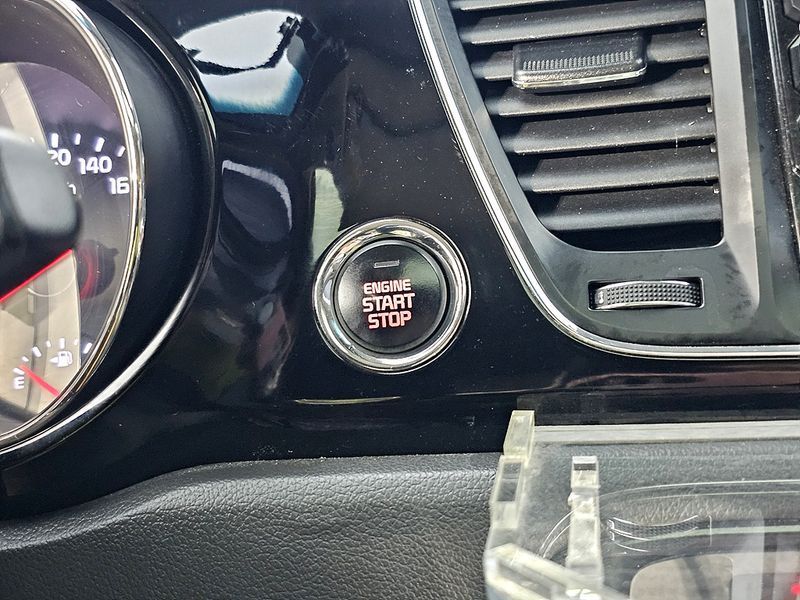 20 140
16
E
ENGINE
START
STOP